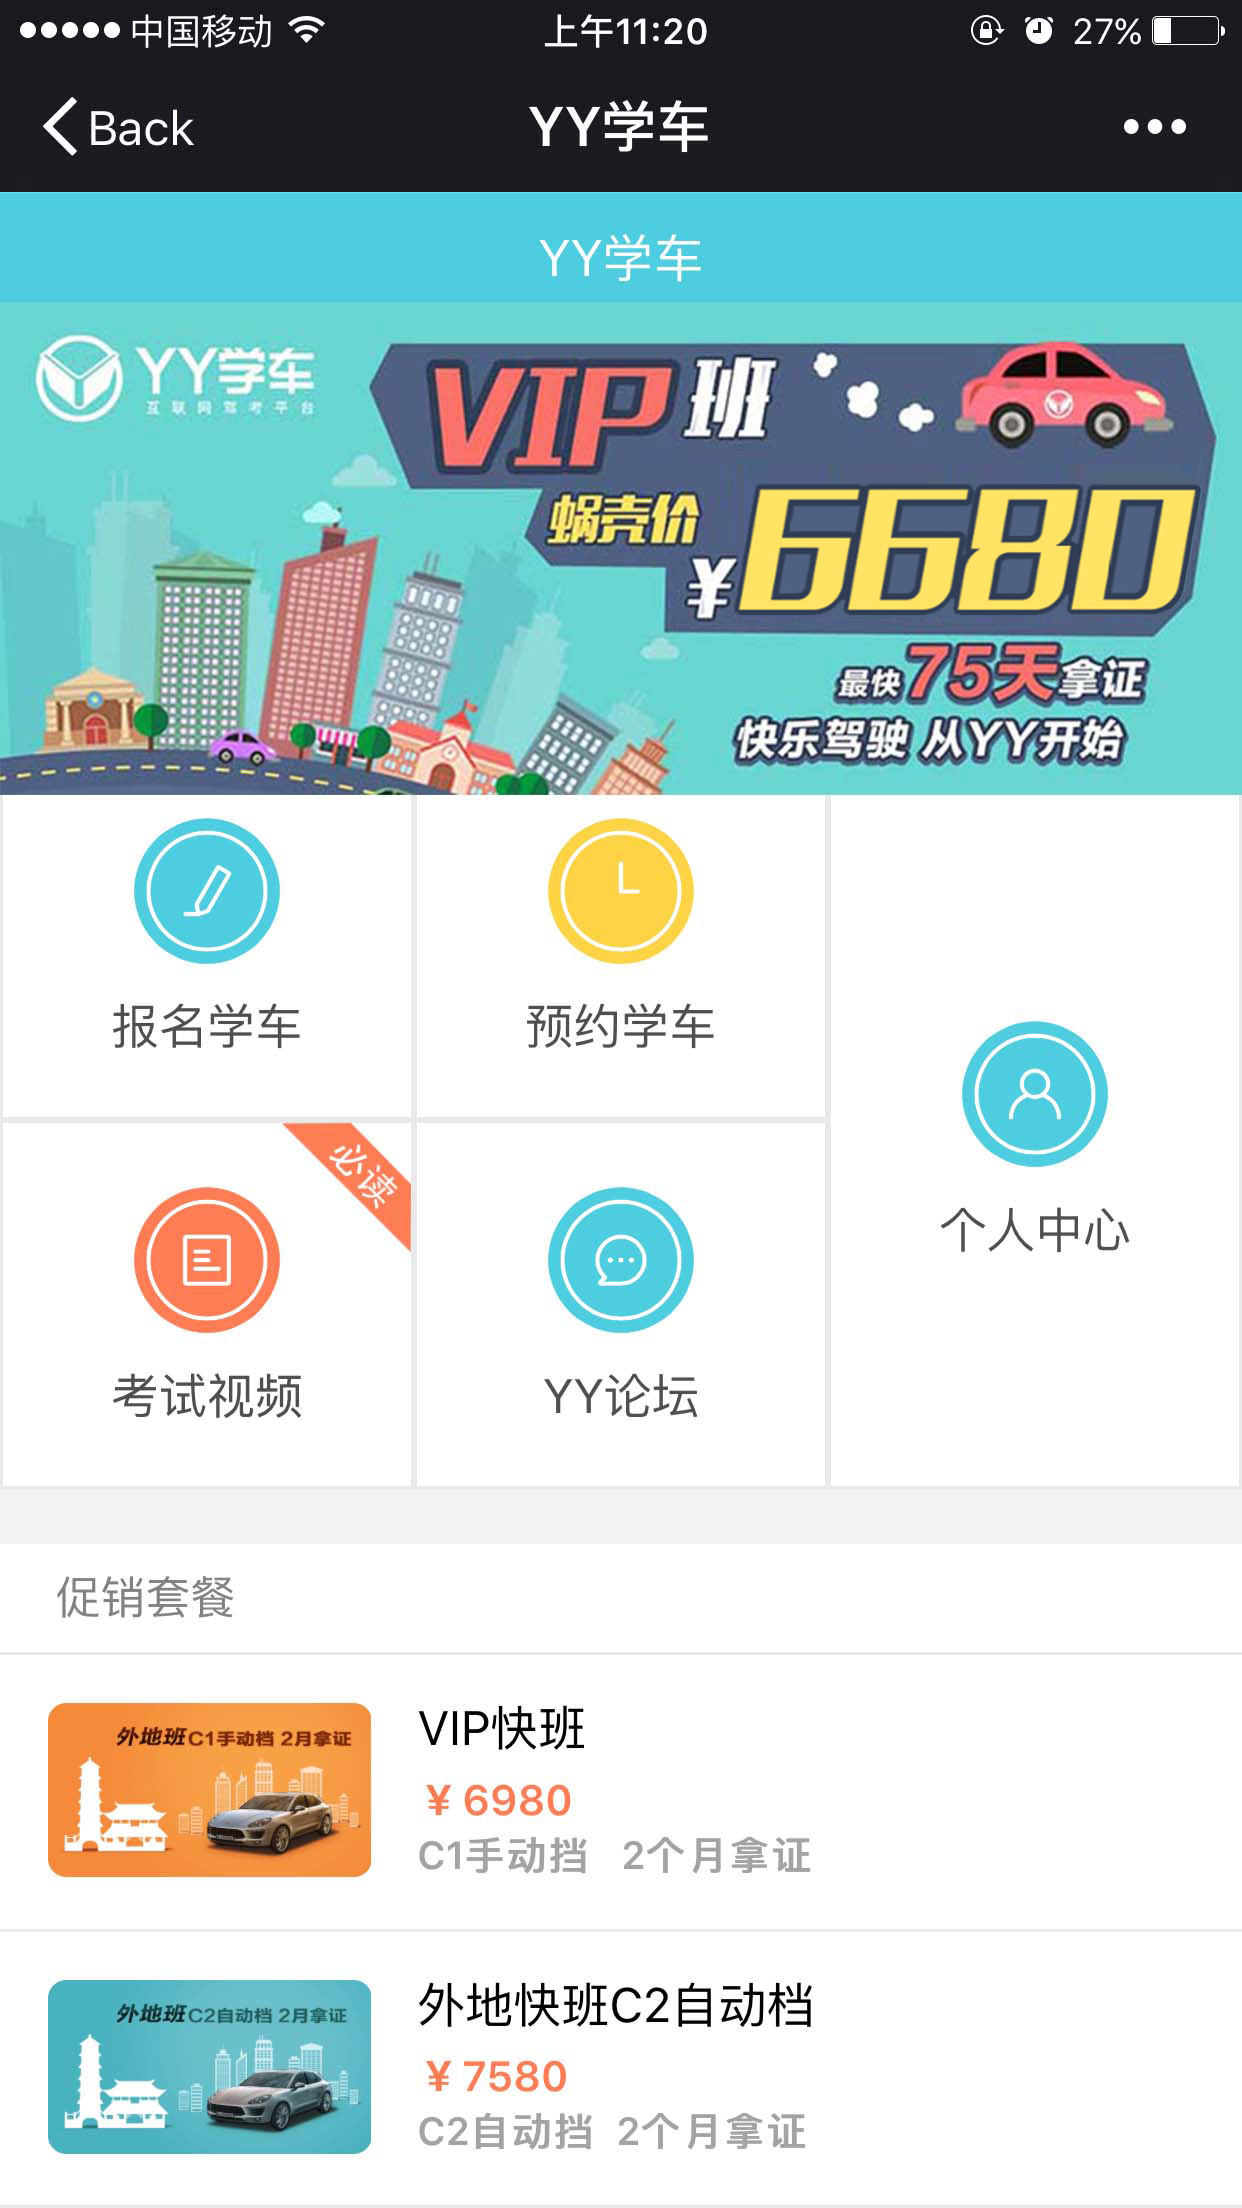 中国移动
上午11:20
27%
Back
YY学车
YY学车
YY学车
互联网驾考平台
VIP班
蜗壳价
¥6680
最快75天拿证
快乐驾驶 从YY开始
报名学车
预约学车
个人中心
必读
考试视频
YY论坛
促销套餐
外地班C1手动档 2月拿证
VIP快班
¥ 6980
C1手动挡 2个月拿证
外地班C2自动档 2月拿证
外地快班C2自动档
¥ 7580
C2自动挡 2个月拿证